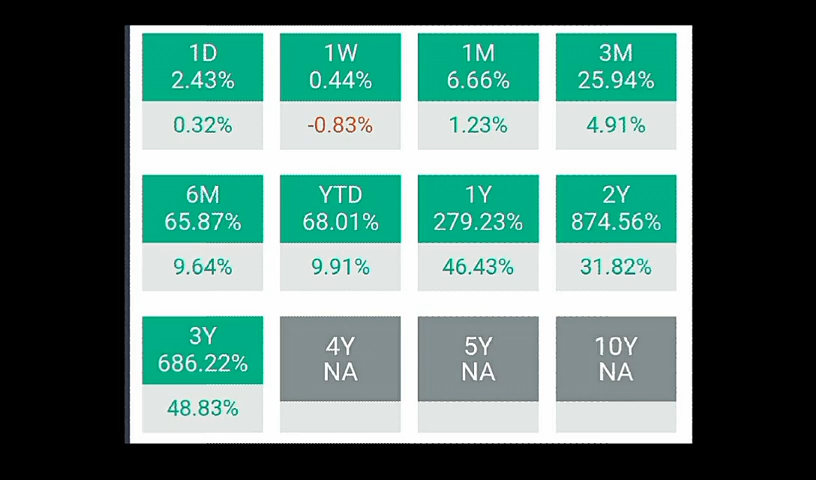 1D 1W 1M 3M
2.43% 0.44% 6.66% 25.94%
0.32% -0.83% 1.23% 4.91%
6M YTD 1Y 2Y
65.87% 68.01% 279.23% 874.56%
9.64% 9.91% 46.43% 31.82%
3Y 4Y 5Y 10Y
686.22% NA NA NA
48.83%